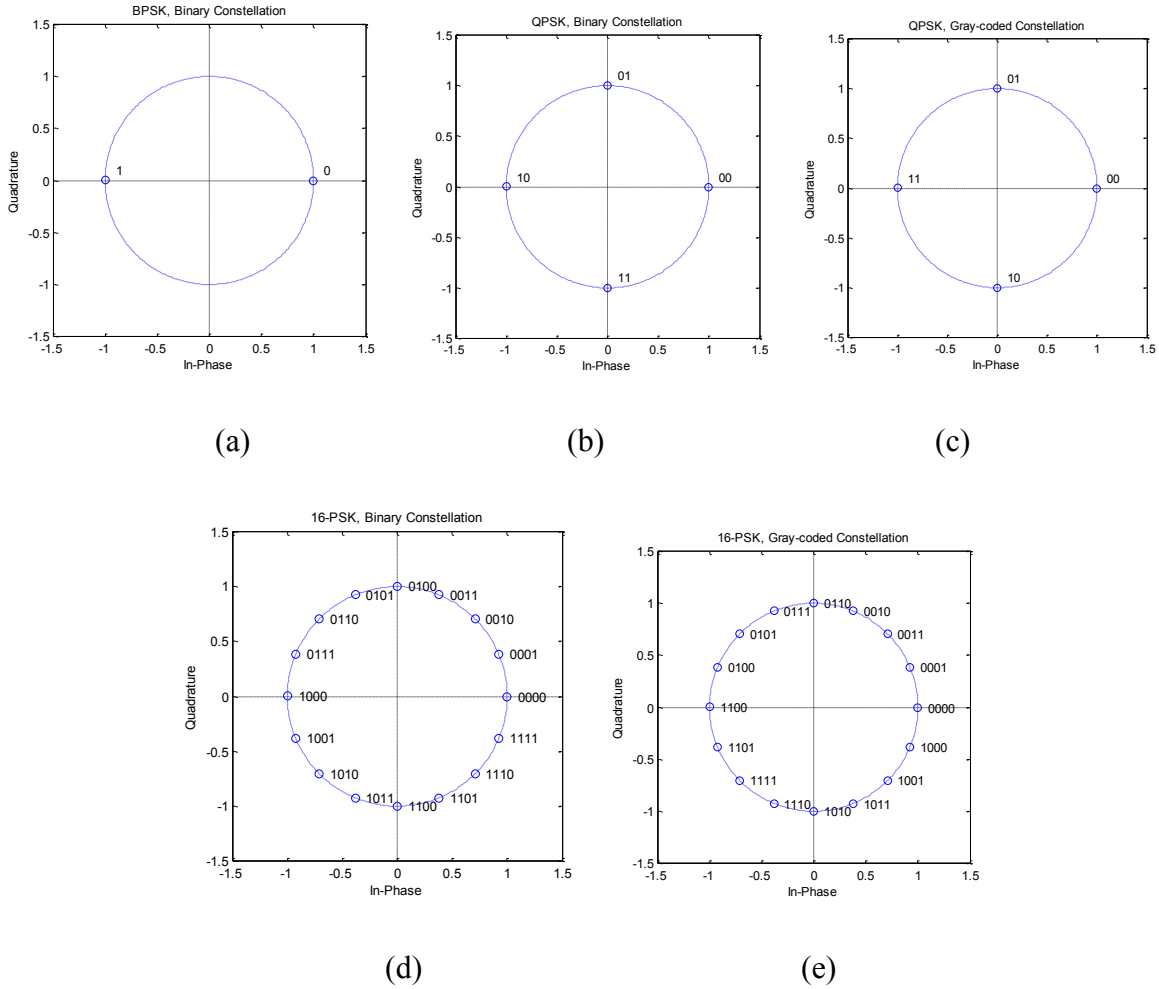 BPSK, Binary Constellation
1.5
1
0.5
0
-0.5
-1
-1.5
Quadrature
1
0
-1.5 -1 -0.5 0 0.5 1 1.5
In-Phase
(a)
QPSK, Binary Constellation
1.5
1
0.5
0
-0.5
-1
-1.5
Quadrature
01
10
00
11
-1.5 -1 -0.5 0 0.5 1 1.5
In-Phase
(b)
QPSK, Gray-coded Constellation
1.5
1
0.5
0
-0.5
-1
-1.5
Quadrature
01
11
00
10
-1.5 -1 -0.5 0 0.5 1 1.5
In-Phase
(c)
16-PSK, Binary Constellation
1.5
1
0.5
0
-0.5
-1
-1.5
Quadrature
0101 0100 0011
0110 0010
0111 0001
1000 0000
1001 1111
1010 1110
1011 1100 1101
-1.5 -1 -0.5 0 0.5 1 1.5
In-Phase
(d)
16-PSK, Gray-coded Constellation
1.5
1
0.5
0
-0.5
-1
-1.5
Quadrature
0111 0110 0010
0101 0011
0100 0001
1100 0000
1101 1000
1111 1001
1110 1010 1011
-1.5 -1 -0.5 0 0.5 1 1.5
In-Phase
(e)